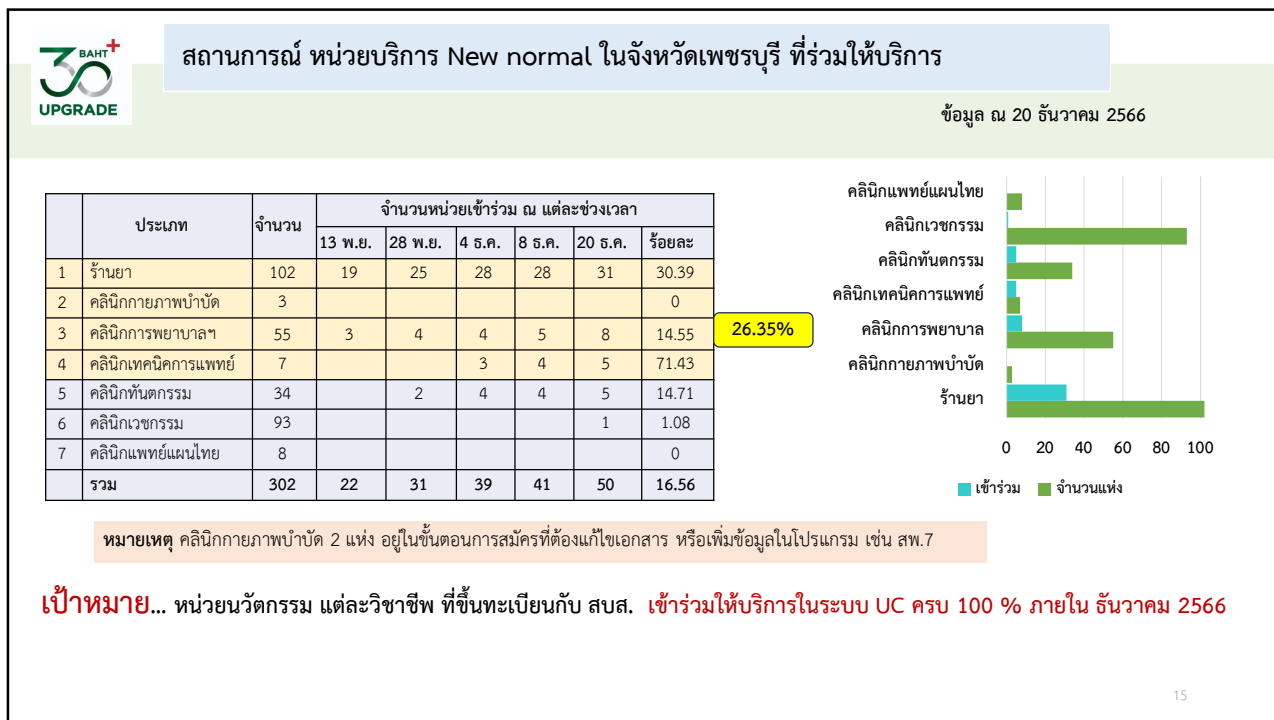 30 BAHT+
UPGRADE
สถานการณ์ หน่วยบริการ New normal ในจังหวัดเพชรบุรี ที่ร่วมให้บริการ
ข้อมูล ณ 20 ธันวาคม 2566
ประเภท จำนวน จำนวนหน่วยเข้าร่วม ณ แต่ละช่วงเวลา
13 พ.ย. 28 พ.ย. 4 ธ.ค. 8 ธ.ค. 20 ธ.ค. ร้อยละ
1 ร้านยา 102 19 25 28 28 31 30.39
2 คลินิกกายภาพบำบัด 3 0
3 คลินิกการพยาบาลฯ 55 3 4 4 5 8 14.55
4 คลินิกเทคนิคการแพทย์ 7 3 4 5 71.43
5 คลินิกทันตกรรม 34 2 4 4 5 14.71
6 คลินิกเวชกรรม 93 1 1.08
7 คลินิกแพทย์แผนไทย 8 0
รวม 302 22 31 39 41 50 16.56
26.35%
คลินิกแพทย์แผนไทย
คลินิกเวชกรรม
คลินิกทันตกรรม
คลินิกเทคนิคการแพทย์
คลินิกการพยาบาล
คลินิกกายภาพบำบัด
ร้านยา
0 20 40 60 80 100
เข้าร่วม จำนวนแห่ง
หมายเหตุ คลินิกกายภาพบำบัด 2 แห่ง อยู่ในขั้นตอนการสมัครที่ต้องแก้ไขเอกสาร หรือเพิ่มข้อมูลในโปรแกรม เช่น สพ.7
เป้าหมาย... หน่วยนวัตกรรม แต่ละวิชาชีพ ที่ขึ้นทะเบียนกับ สบส. เข้าร่วมให้บริการในระบบ UC ครบ 100 % ภายใน ธันวาคม 2566
15